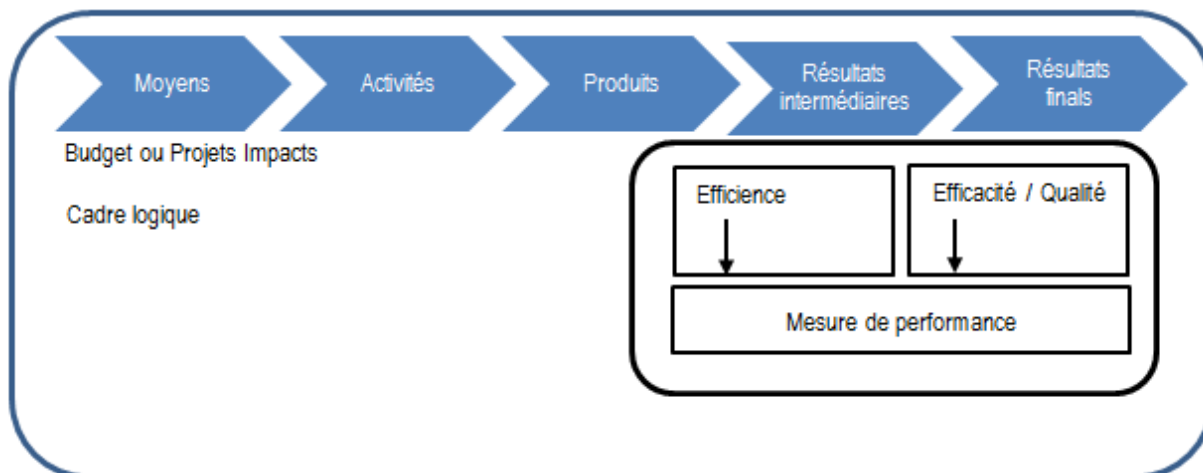 Moyens
Activités
Produits
Résultats
intermédiaires
Résultats
finals
Budget ou Projets Impacts
Cadre logique
Efficience
Efficacité / Qualité
Mesure de performance